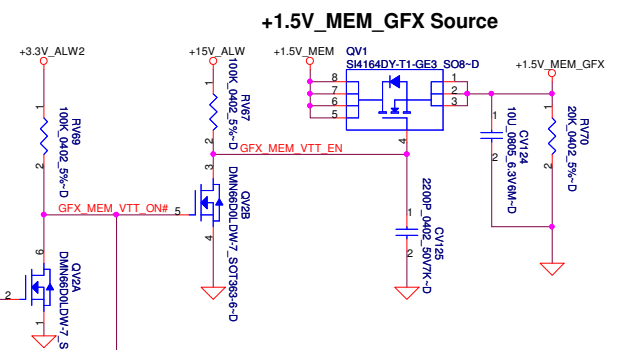 +1.5V_MEM_GFX Source
+3.3V_ALW2
+15V_ALW
+1.5V_MEM
QV1
SI4164DY-T1-GE3_SO8~D
+1.5V_MEM_GFX
8
7
6
5
1
2
3
4
1
RV69
100K_0402_5%~D
2
1
RV67
100K_0402_5%~D
2
GFX_MEM_VTT_EN
1
CV124
10U_0805_6.3V6M~D
2
1
RV70
20K_0402_5%~D
2
GFX_MEM_VTT_ON#
5
3
QV2B
DMN66D0LDW-7_SOT363-6~D
4
1
CV125
2200P_0402_50V7K~D
2
6
QV2A
DMN66D0LDW-7_S
2
1